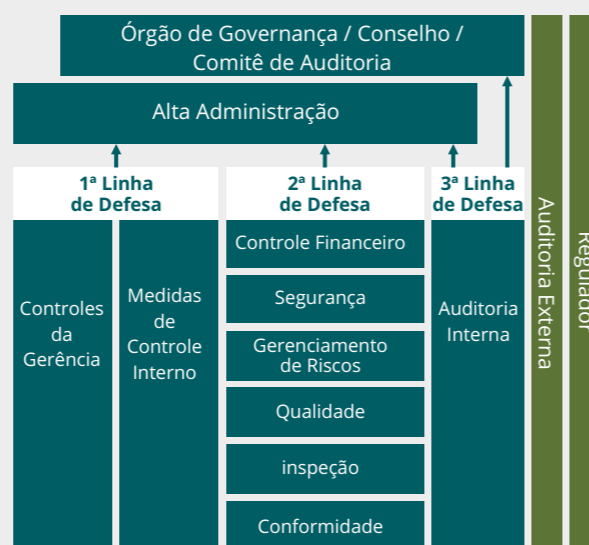 Órgão de Governança / Conselho /
Comitê de Auditoria
Alta Administração
1ª Linha
de Defesa
2ª Linha
de Defesa
3ª Linha
de Defesa
Controles
da
Gerência
Medidas
de
Controle
Interno
Controle Financeiro
Segurança
Gerenciamento
de Riscos
Qualidade
inspeção
Conformidade
Auditoria
Interna
Auditoria Externa
Regulador